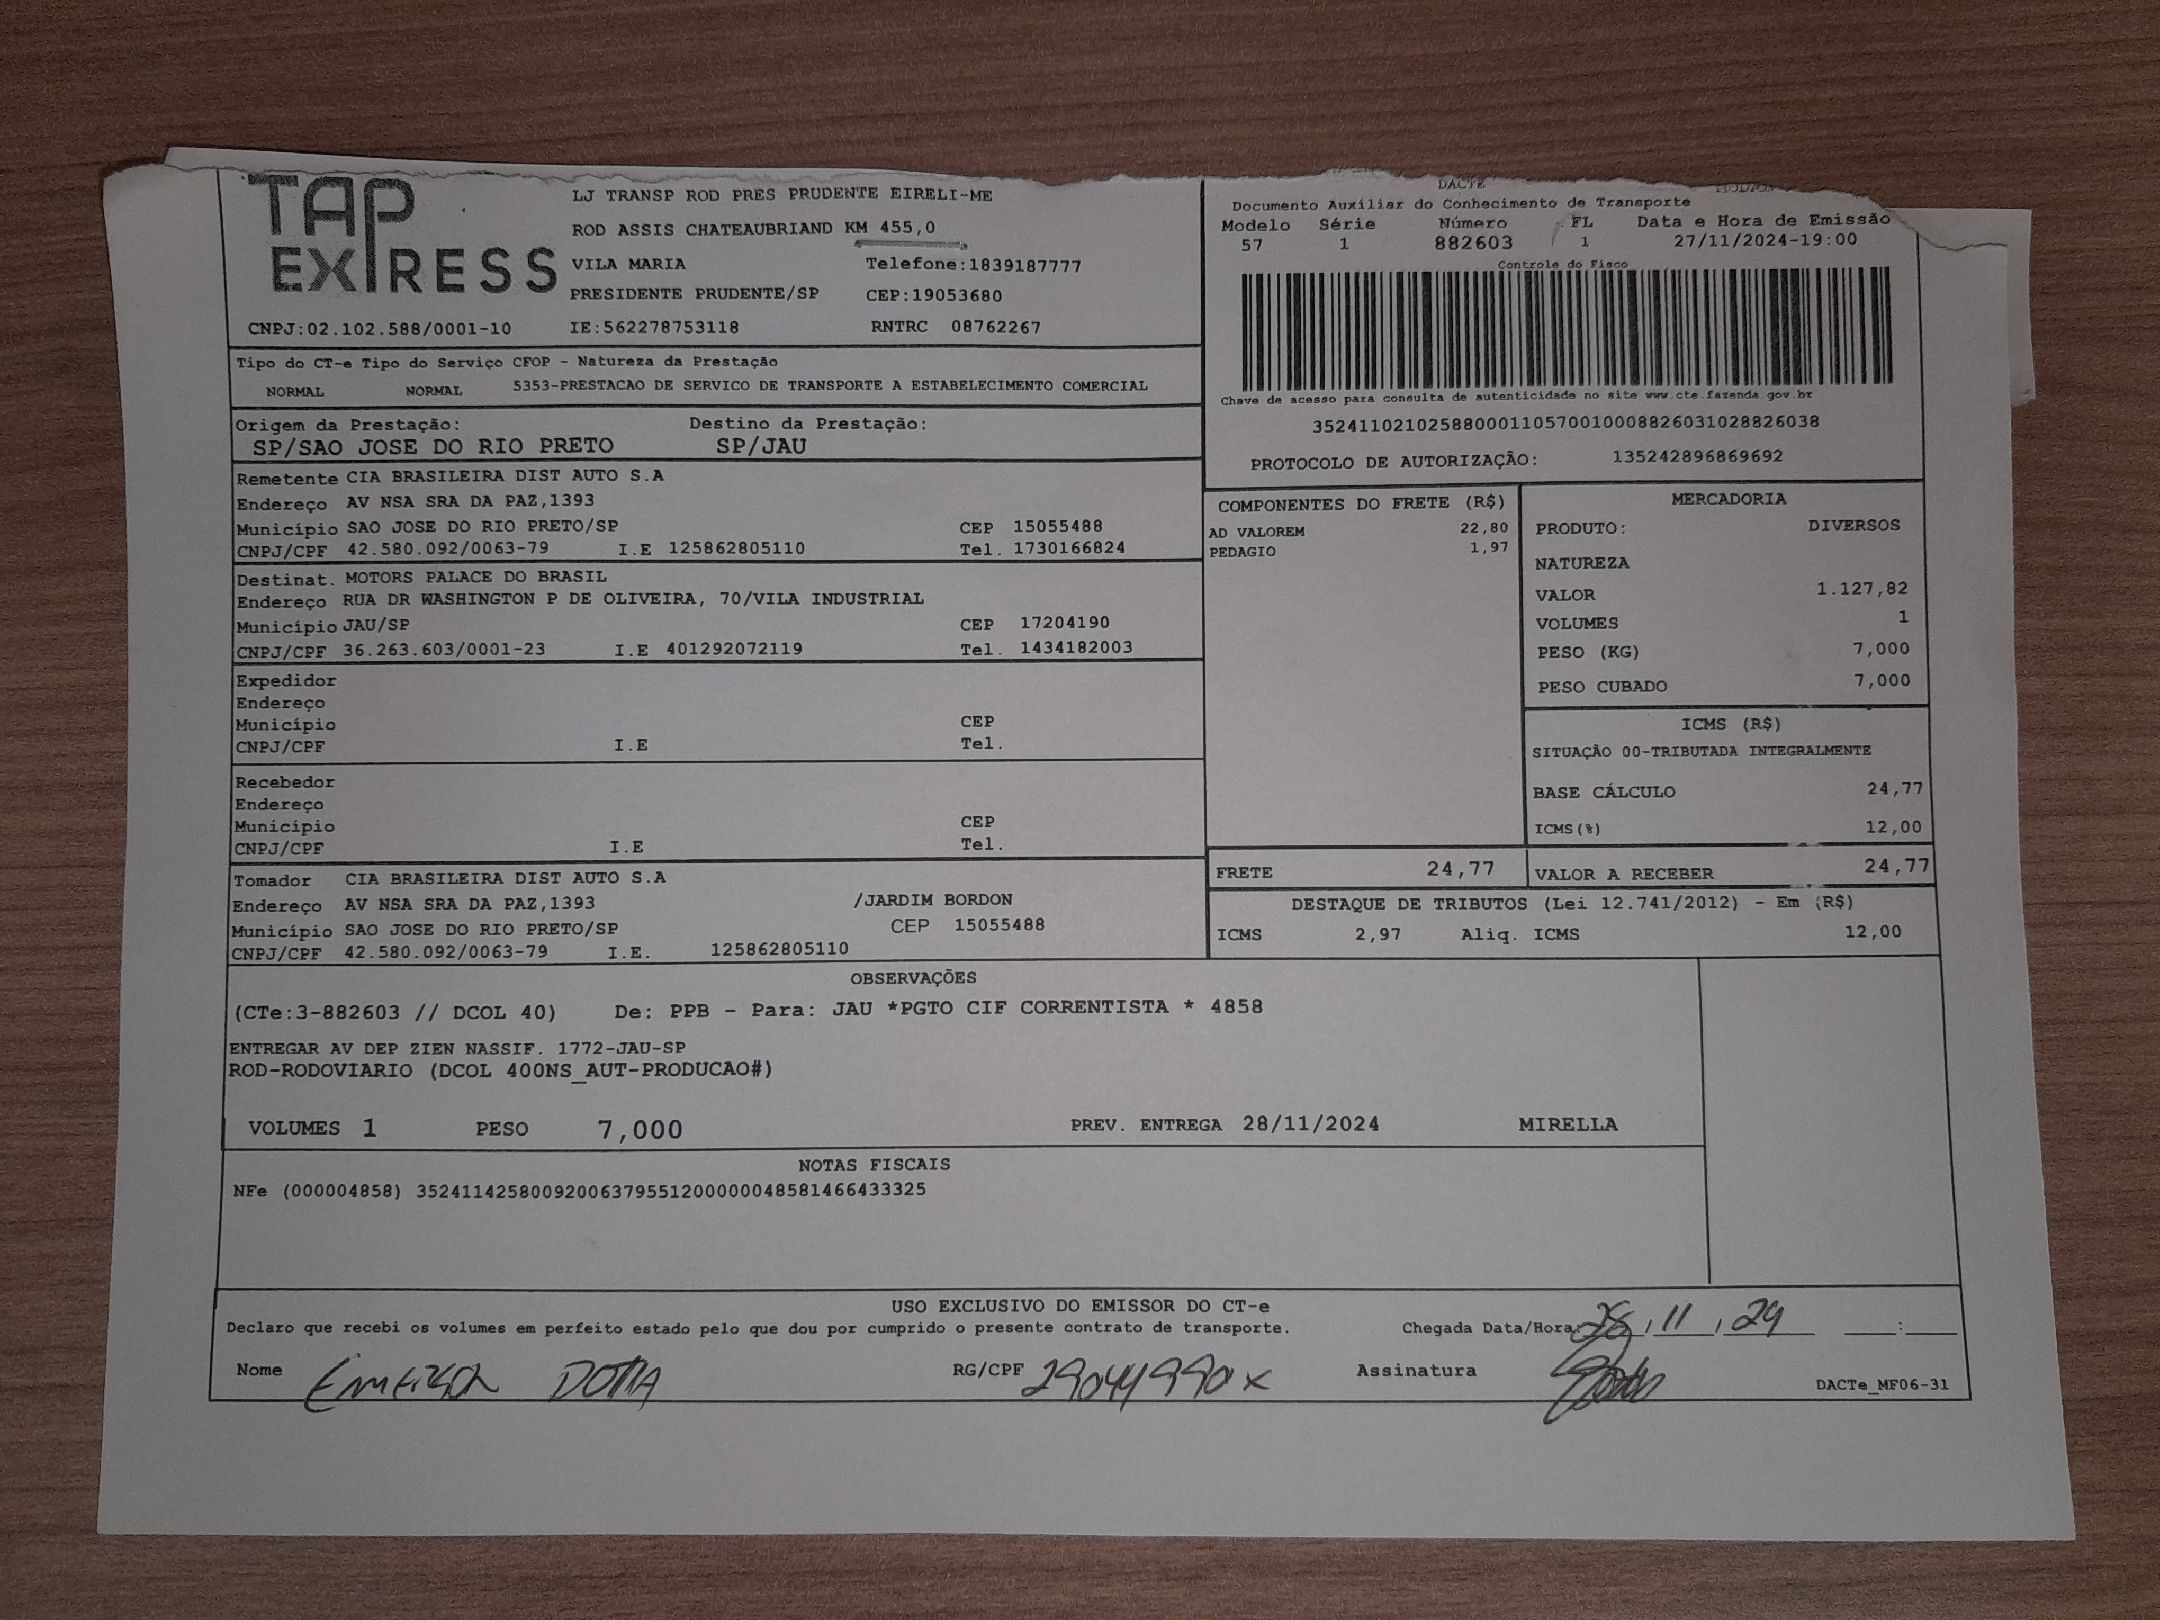 TAP EXPRESS
LJ TRANSP ROD PRES PRUDENTE EIRELI-ME
ROD ASSIS CHATEAUBRIAND KM 455,0
VILA MARIA Telefone:1839187777
PRESIDENTE PRUDENTE/SP CEP:19053680
CNPJ:02.102.588/0001-10 IE:562278753118 RNTRC 08762267
DACTE
Documento Auxiliar do Conhecimento de Transporte
Modelo Série Número FL Data e Hora de Emissão
57 1 882603 1 27/11/2024-19:00
Controle do Fisco
Chave de acesso para consulta de autenticidade no site www.cte.fazenda.gov.br
35241102102588000110570010008826031028826038
PROTOCOLO DE AUTORIZAÇÃO: 135242896869692
Tipo do CT-e Tipo do Serviço CFOP - Natureza da Prestação
NORMAL NORMAL 5353-PRESTACAO DE SERVICO DE TRANSPORTE A ESTABELECIMENTO COMERCIAL
Origem da Prestação: Destino da Prestação:
SP/SAO JOSE DO RIO PRETO SP/JAU
Remetente CIA BRASILEIRA DIST AUTO S.A
Endereço AV NSA SRA DA PAZ,1393
Município SAO JOSE DO RIO PRETO/SP CEP 15055488
CNPJ/CPF 42.580.092/0063-79 I.E 125862805110 Tel. 1730166824
Destinat. MOTORS PALACE DO BRASIL
Endereço RUA DR WASHINGTON P DE OLIVEIRA, 70/VILA INDUSTRIAL
Município JAU/SP CEP 17204190
CNPJ/CPF 36.263.603/0001-23 I.E 401292072119 Tel. 1434182003
Expedidor
Endereço
Município CEP
CNPJ/CPF I.E Tel.
Recebedor
Endereço
Município CEP
CNPJ/CPF I.E Tel.
Tomador CIA BRASILEIRA DIST AUTO S.A
Endereço AV NSA SRA DA PAZ,1393 /JARDIM BORDON
Município SAO JOSE DO RIO PRETO/SP CEP 15055488
CNPJ/CPF 42.580.092/0063-79 I.E. 125862805110
COMPONENTES DO FRETE (R$)
AD VALOREM 22,80
PEDAGIO 1,97
MERCADORIA
PRODUTO: DIVERSOS
NATUREZA
VALOR 1.127,82
VOLUMES 1
PESO (KG) 7,000
PESO CUBADO 7,000
ICMS (R$)
SITUAÇÃO 00-TRIBUTADA INTEGRALMENTE
BASE CÁLCULO 24,77
ICMS(%) 12,00
FRETE 24,77 VALOR A RECEBER 24,77
DESTAQUE DE TRIBUTOS (Lei 12.741/2012) - Em (R$)
ICMS 2,97 Aliq. ICMS 12,00
OBSERVAÇÕES
(CTe:3-882603 // DCOL 40) De: PPB - Para: JAU *PGTO CIF CORRENTISTA * 4858
ENTREGAR AV DEP ZIEN NASSIF. 1772-JAU-SP
ROD-RODOVIARIO (DCOL 400NS_AUT-PRODUCAO#)
VOLUMES 1 PESO 7,000 PREV. ENTREGA 28/11/2024 MIRELLA
NOTAS FISCAIS
NFe (000004858) 35241142580092006379551200000048581466433325
USO EXCLUSIVO DO EMISSOR DO CT-e
Declaro que recebi os volumes em perfeito estado pelo que dou por cumprido o presente contrato de transporte. Chegada Data/Hora: 28, 11, 24 :
Nome Emerson RG/CPF 29044990x Assinatura
DACTe_MF06-31